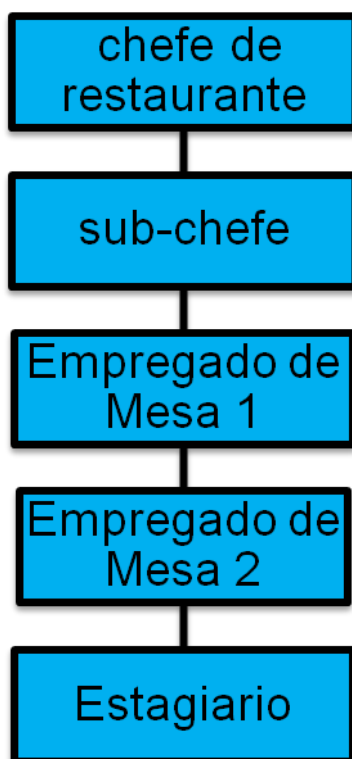 chefe de
restaurante
sub-chefe
Empregado de
Mesa 1
Empregado de
Mesa 2
Estagiario